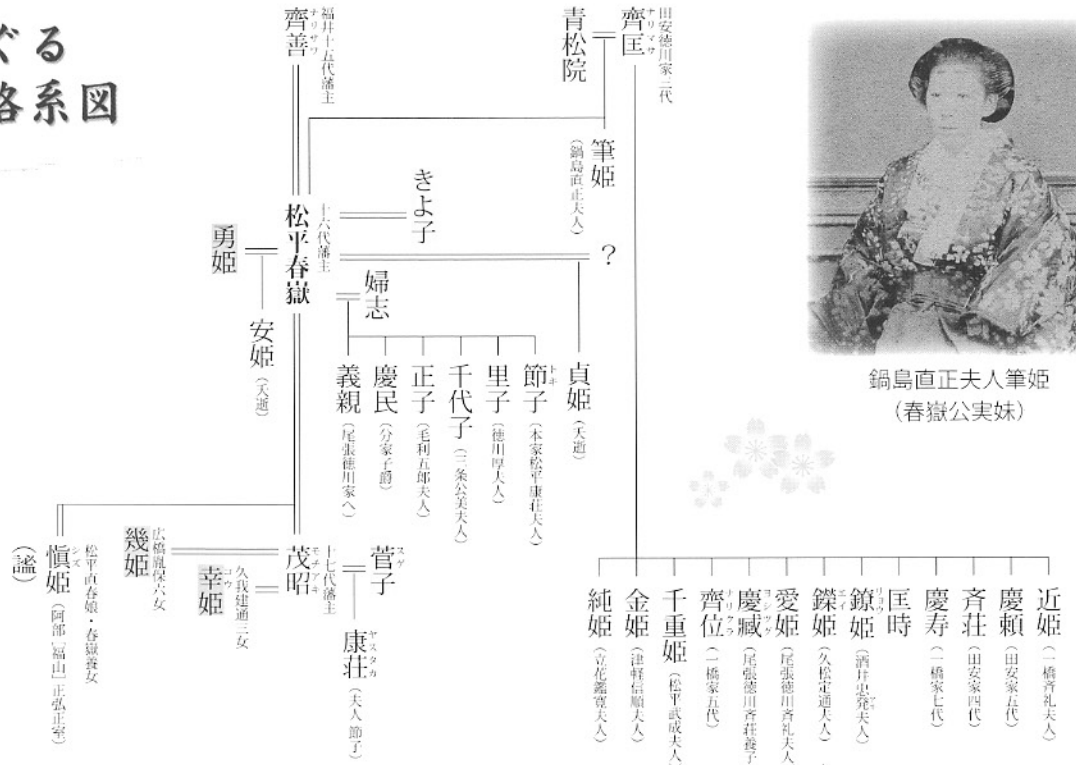 ぐる
系図
福井十五代藩主
齊善
ナリサワ
青松院
齊匡
ナリマサ
田安徳川家三代
筆姫
(鍋島直正夫人)
きよ子
十六代藩主
松平春嶽
勇姫
安姫
(夭逝)
?
婦志
貞姫
(夭逝)
節子
トキ
(本家松平康荘夫人)
里子
(徳川厚夫人)
千代子
(三条公美夫人)
正子
(毛利五郎夫人)
慶民
(分家子爵)
義親
(尾張徳川家へ)
鍋島直正夫人筆姫
(春嶽公実妹)
菅子
スゲ
十七代藩主
茂昭
モチアキ
康荘
ヤスタカ
(夫人 節子)
広橋胤保六女
幾姫
久我建通三女
幸姫
コウ
松平直春娘・春嶽養女
愼姫
シズ
(阿部[福山]正弘正室)
(謐)
近姫
(一橋斉礼夫人)
慶頼
(田安家五代)
斉荘
(田安家四代)
慶寿
(一橋家七代)
匡時
鐐姫
リョウ
(酒井忠発夫人)
鑅姫
エイ
(久松定通夫人)
愛姫
(尾張徳川斉礼夫人
慶臧
ヨシツグ
(尾張徳川斉荘養子
齊位
ナリクラ
(一橋家五代)
千重姫
(松平武成夫人)
金姫
(津軽信順夫人)
純姫
(立花鑑寛夫人)